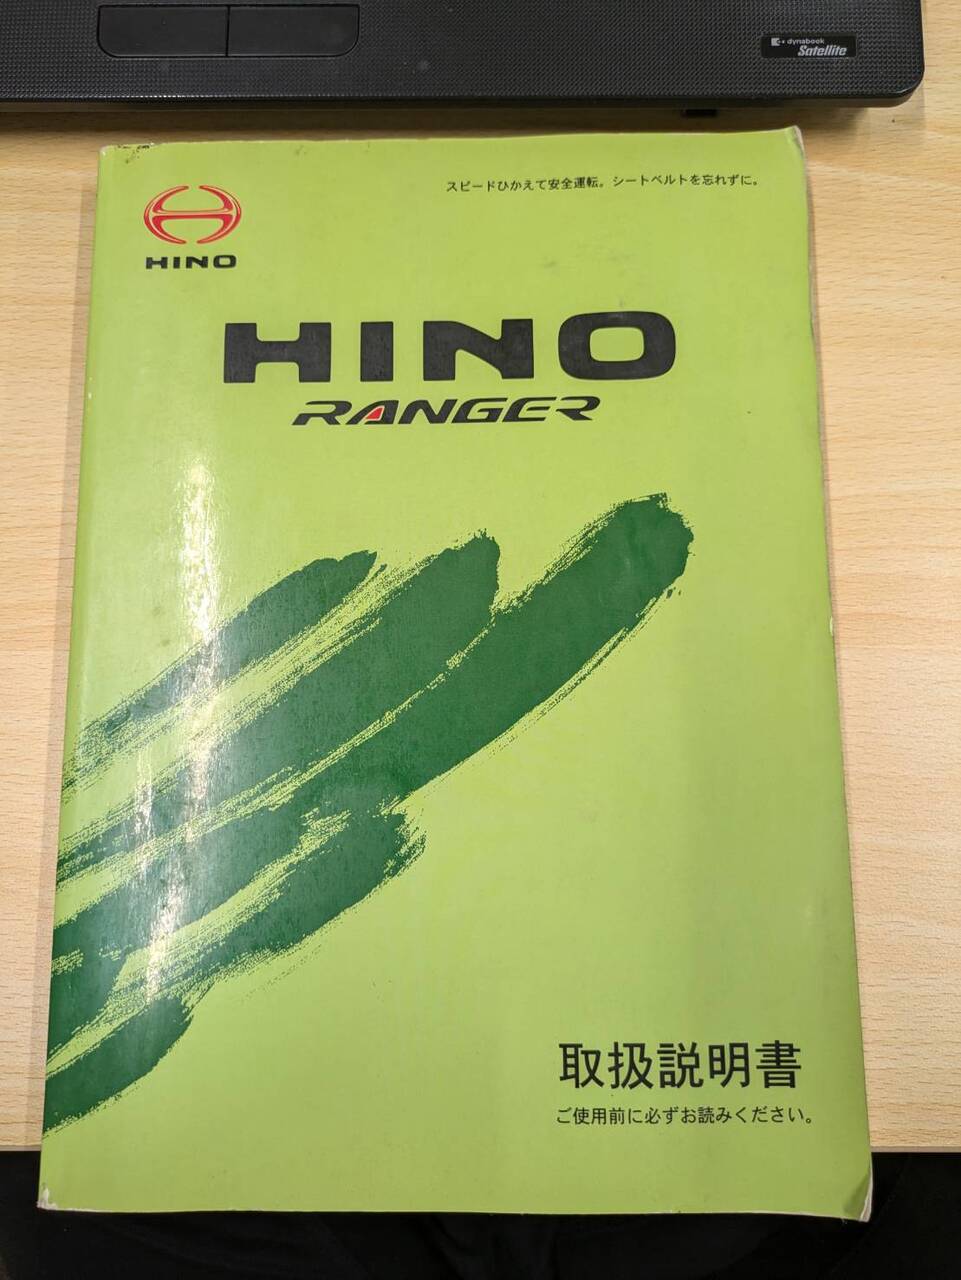 dynabook
Satellite
スピードひかえて安全運転。シートベルトを忘れずに。
HINO
HINO
RANGER
取扱説明書
ご使用前に必ずお読みください。